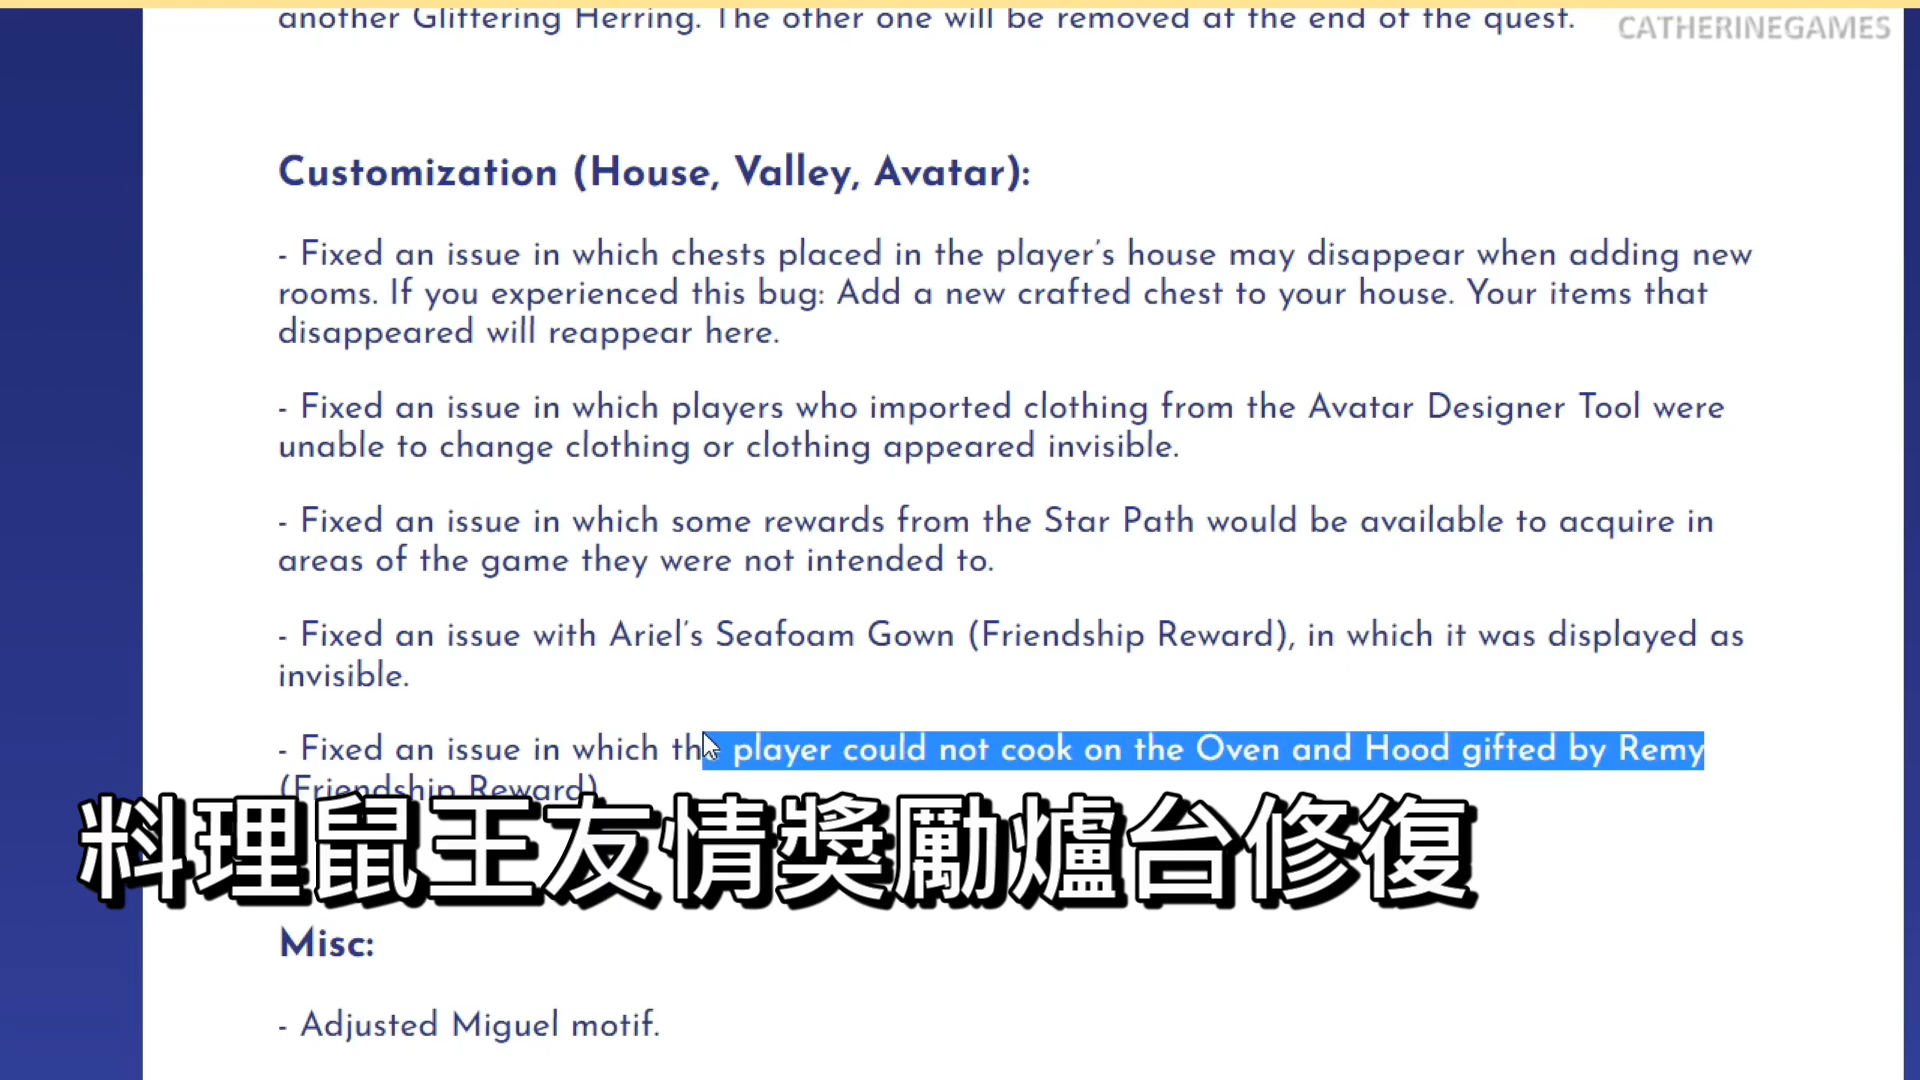 another Glittering Herring. The other one will be removed at the end of the quest.
CATHERINEGAMES
Customization (House, Valley, Avatar):
- Fixed an issue in which chests placed in the player's house may disappear when adding new
rooms. If you experienced this bug: Add a new crafted chest to your house. Your items that
disappeared will reappear here.
- Fixed an issue in which players who imported clothing from the Avatar Designer Tool were
unable to change clothing or clothing appeared invisible.
- Fixed an issue in which some rewards from the Star Path would be available to acquire in
areas of the game they were not intended to.
- Fixed an issue with Ariel's Seafoam Gown (Friendship Reward), in which it was displayed as
invisible.
- Fixed an issue in which the player could not cook on the Oven and Hood gifted by Remy
(Friendship Reward).
料理鼠王友情獎勵爐台修復
Misc:
- Adjusted Miguel motif.